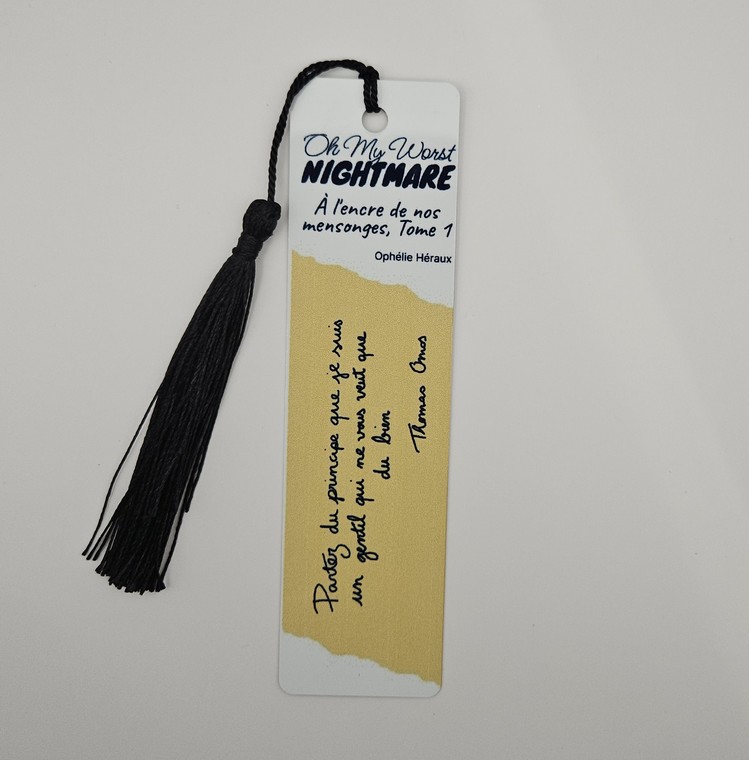 Oh My Worst
NIGHTMARE
À l'encre de nos
mensonges, Tome 1
Ophélie Héraux
Partez du principe que je suis
un gentil qui ne vous veut que
du bien
Thomas Omos